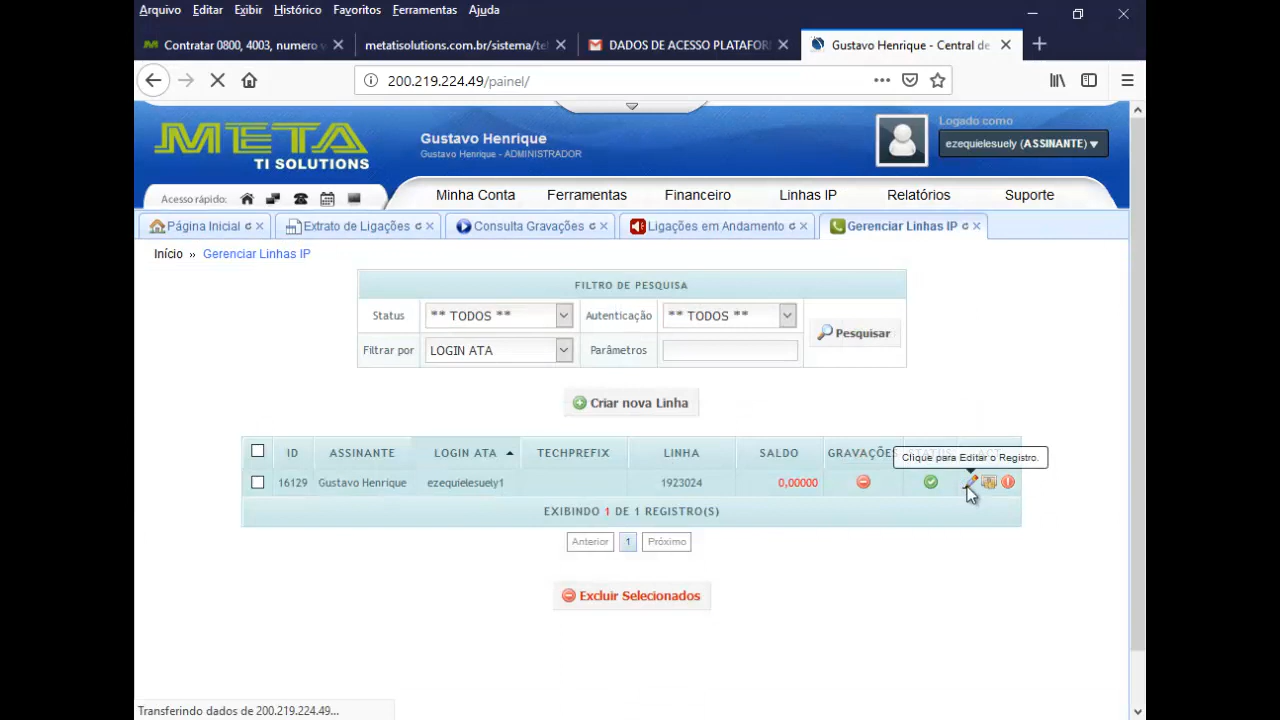 Arquivo Editar Exibir Histórico Favoritos Ferramentas Ajuda
Contratar 0800, 4003, numero v
metatisolutions.com.br/sistema/tel
DADOS DE ACESSO PLATAFOR
Gustavo Henrique - Central de
200.219.224.49/painel/
META
TI SOLUTIONS
Gustavo Henrique
Gustavo Henrique - ADMINISTRADOR
Logado como
ezequielesuely (ASSINANTE)
Acesso rápido:
Minha Conta Ferramentas Financeiro Linhas IP Relatórios Suporte
Página Inicial Extrato de Ligações Consulta Gravações Ligações em Andamento Gerenciar Linhas IP
Início » Gerenciar Linhas IP
FILTRO DE PESQUISA
Status ** TODOS ** Autenticação ** TODOS **
Pesquisar
Filtrar por LOGIN ATA Parâmetros
Criar nova Linha
Clique para Editar o Registro.
ID ASSINANTE LOGIN ATA TECHPREFIX LINHA SALDO GRAVAÇÕES
16129 Gustavo Henrique ezequielesuely1 1923024 0,00000
EXIBINDO 1 DE 1 REGISTRO(S)
Anterior 1 Próximo
Excluir Selecionados
Transferindo dados de 200.219.224.49...